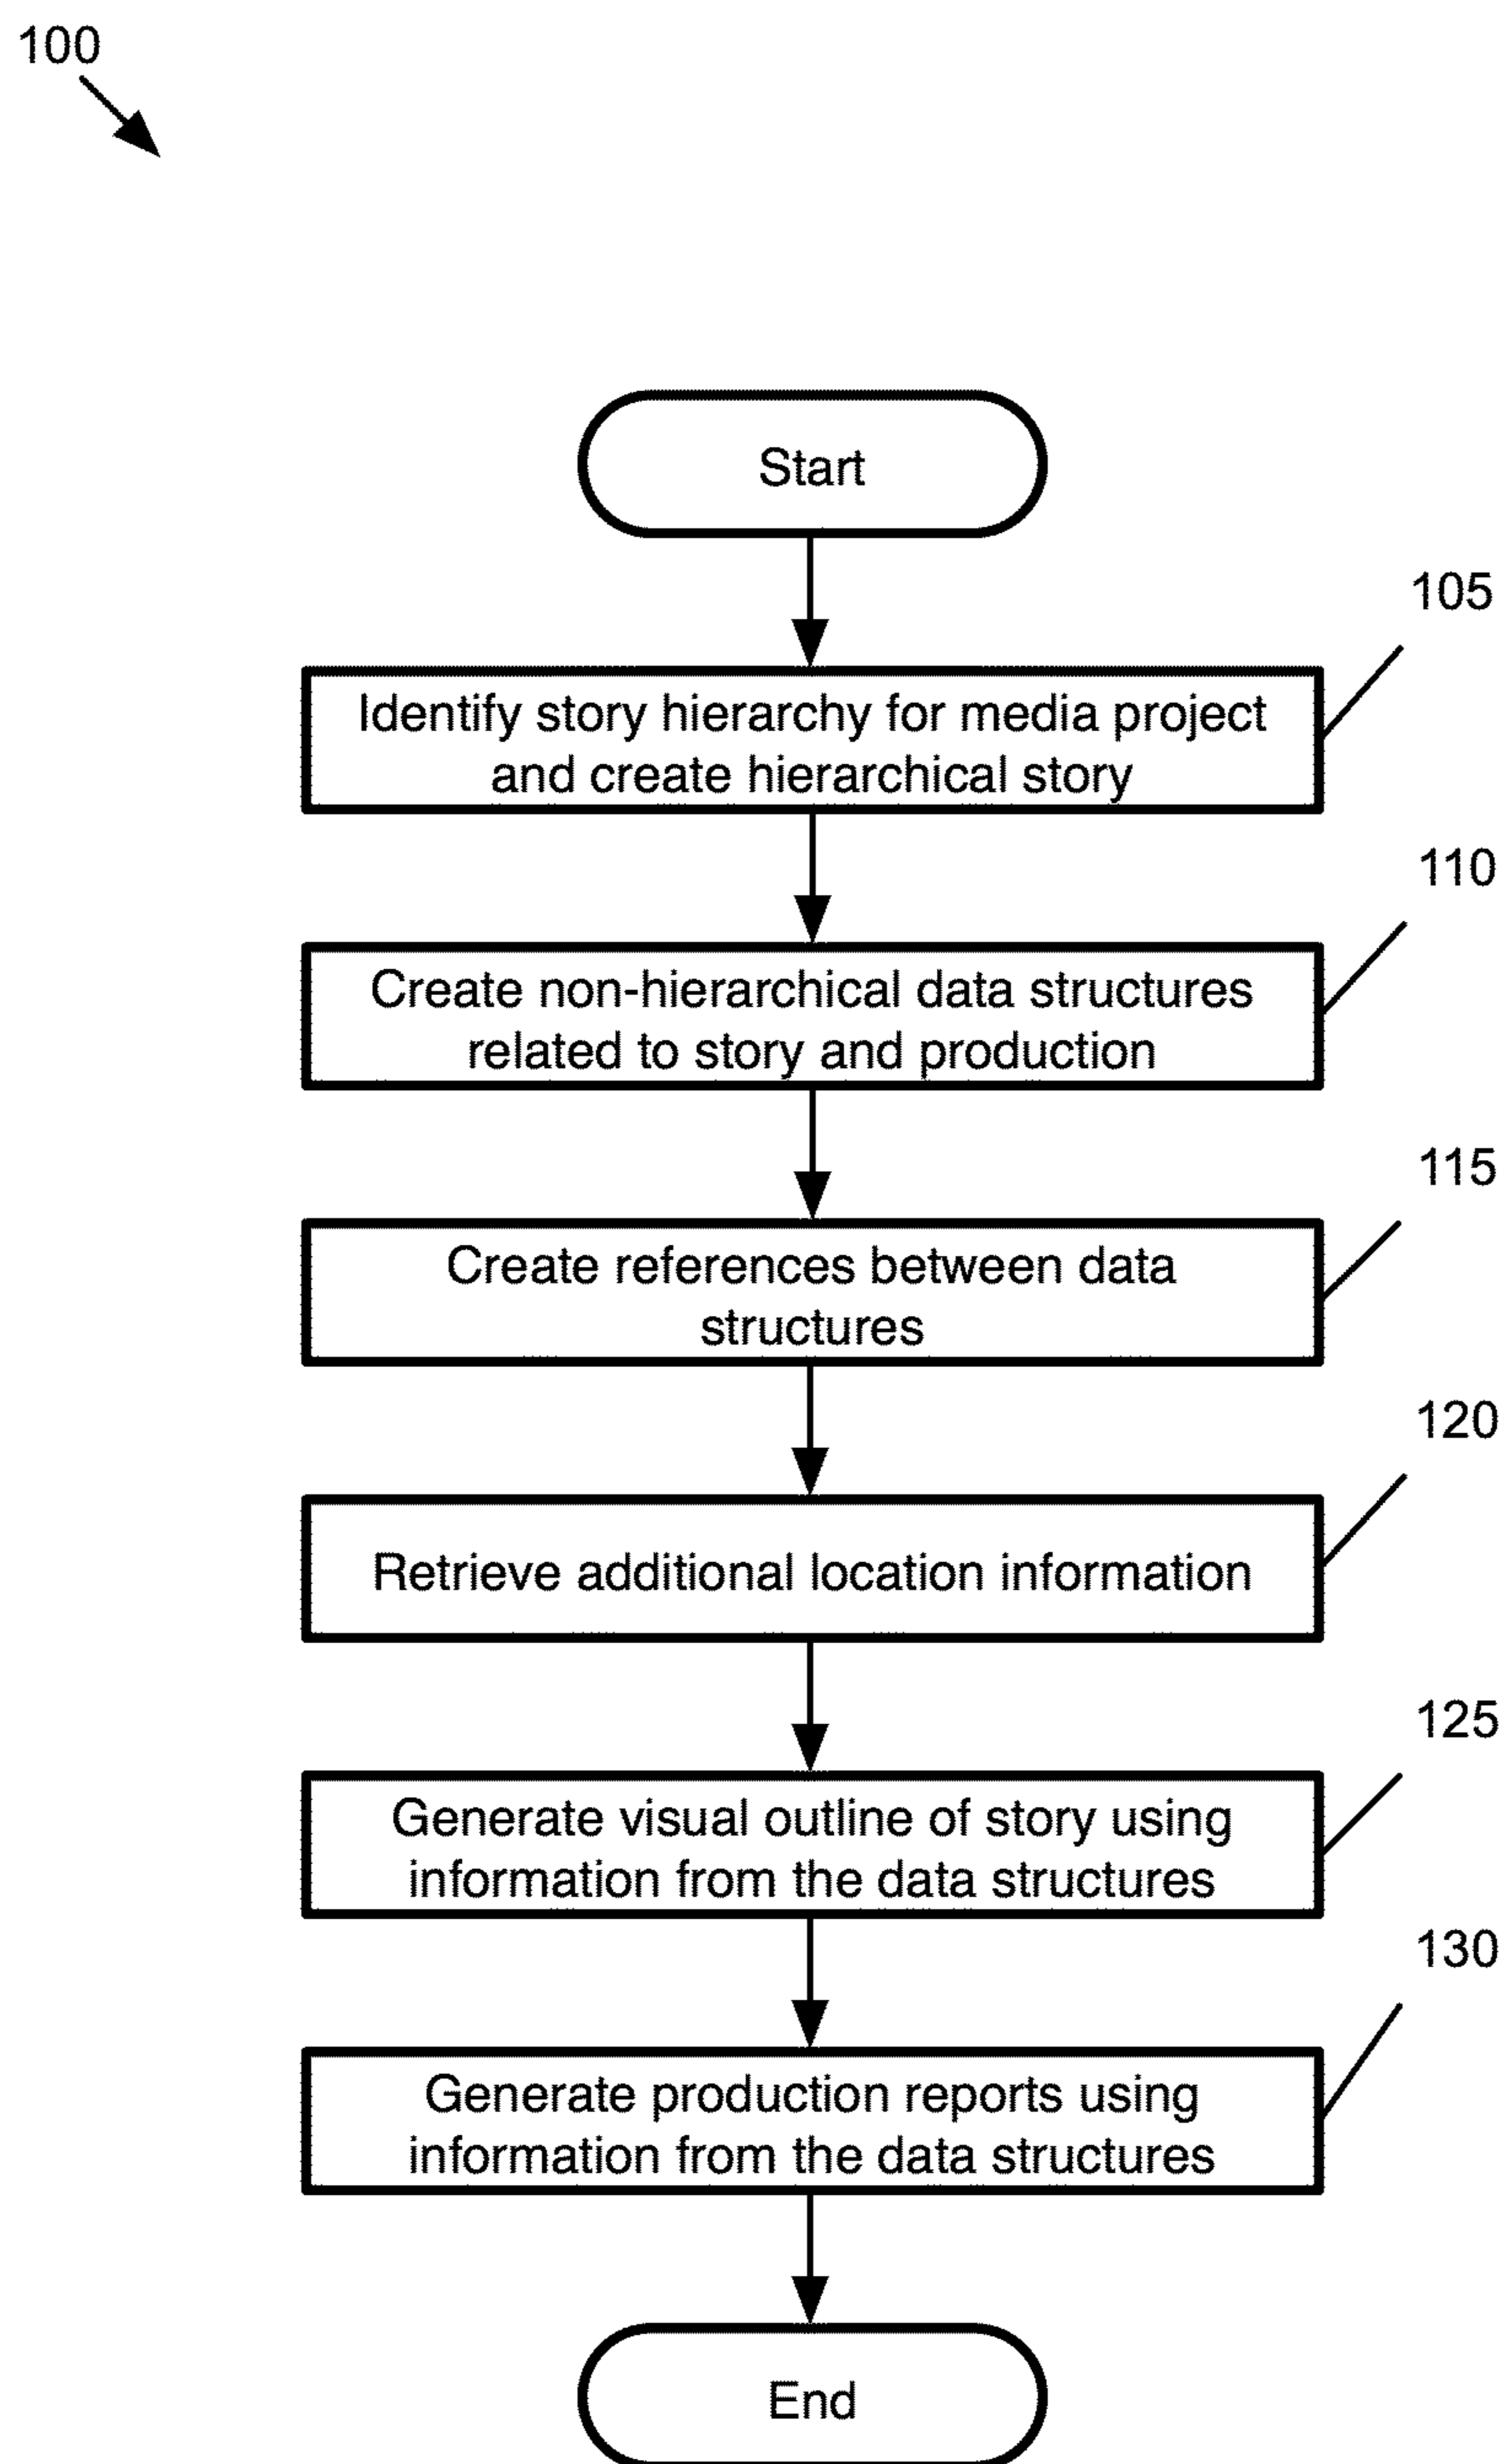 100
Start
105
Identify story hierarchy for media project
and create hierarchical story
110
Create non-hierarchical data structures
related to story and production
115
Create references between data
structures
120
Retrieve additional location information
125
Generate visual outline of story using
information from the data structures
130
Generate production reports using
information from the data structures
End